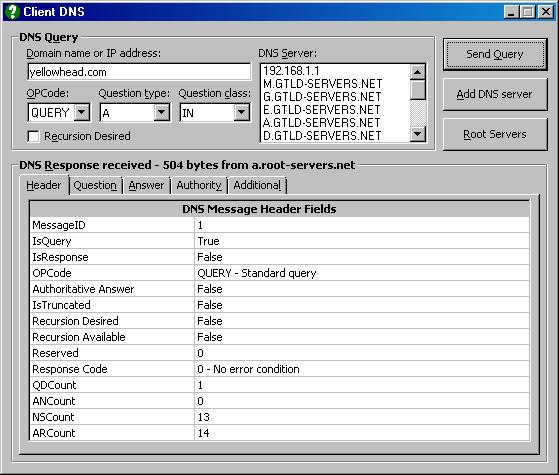 Client DNS
DNS Query
Domain name or IP address:
yellowhead.com
OPCode:
Question type:
Question class:
QUERY
A
IN
Recursion Desired
DNS Server:
192.168.1.1
M.GTLD-SERVERS.NET
G.GTLD-SERVERS.NET
E.GTLD-SERVERS.NET
A.GTLD-SERVERS.NET
D.GTLD-SERVERS.NET
Send Query
Add DNS server
Root Servers
DNS Response received - 504 bytes from a.root-servers.net
Header Question Answer Authority Additional
DNS Message Header Fields
MessageID 1
IsQuery True
IsResponse False
OPCode QUERY - Standard query
Authoritative Answer False
IsTruncated False
Recursion Desired False
Recursion Available False
Reserved 0
Response Code 0 - No error condition
QDCount 1
ANCount 0
NSCount 13
ARCount 14